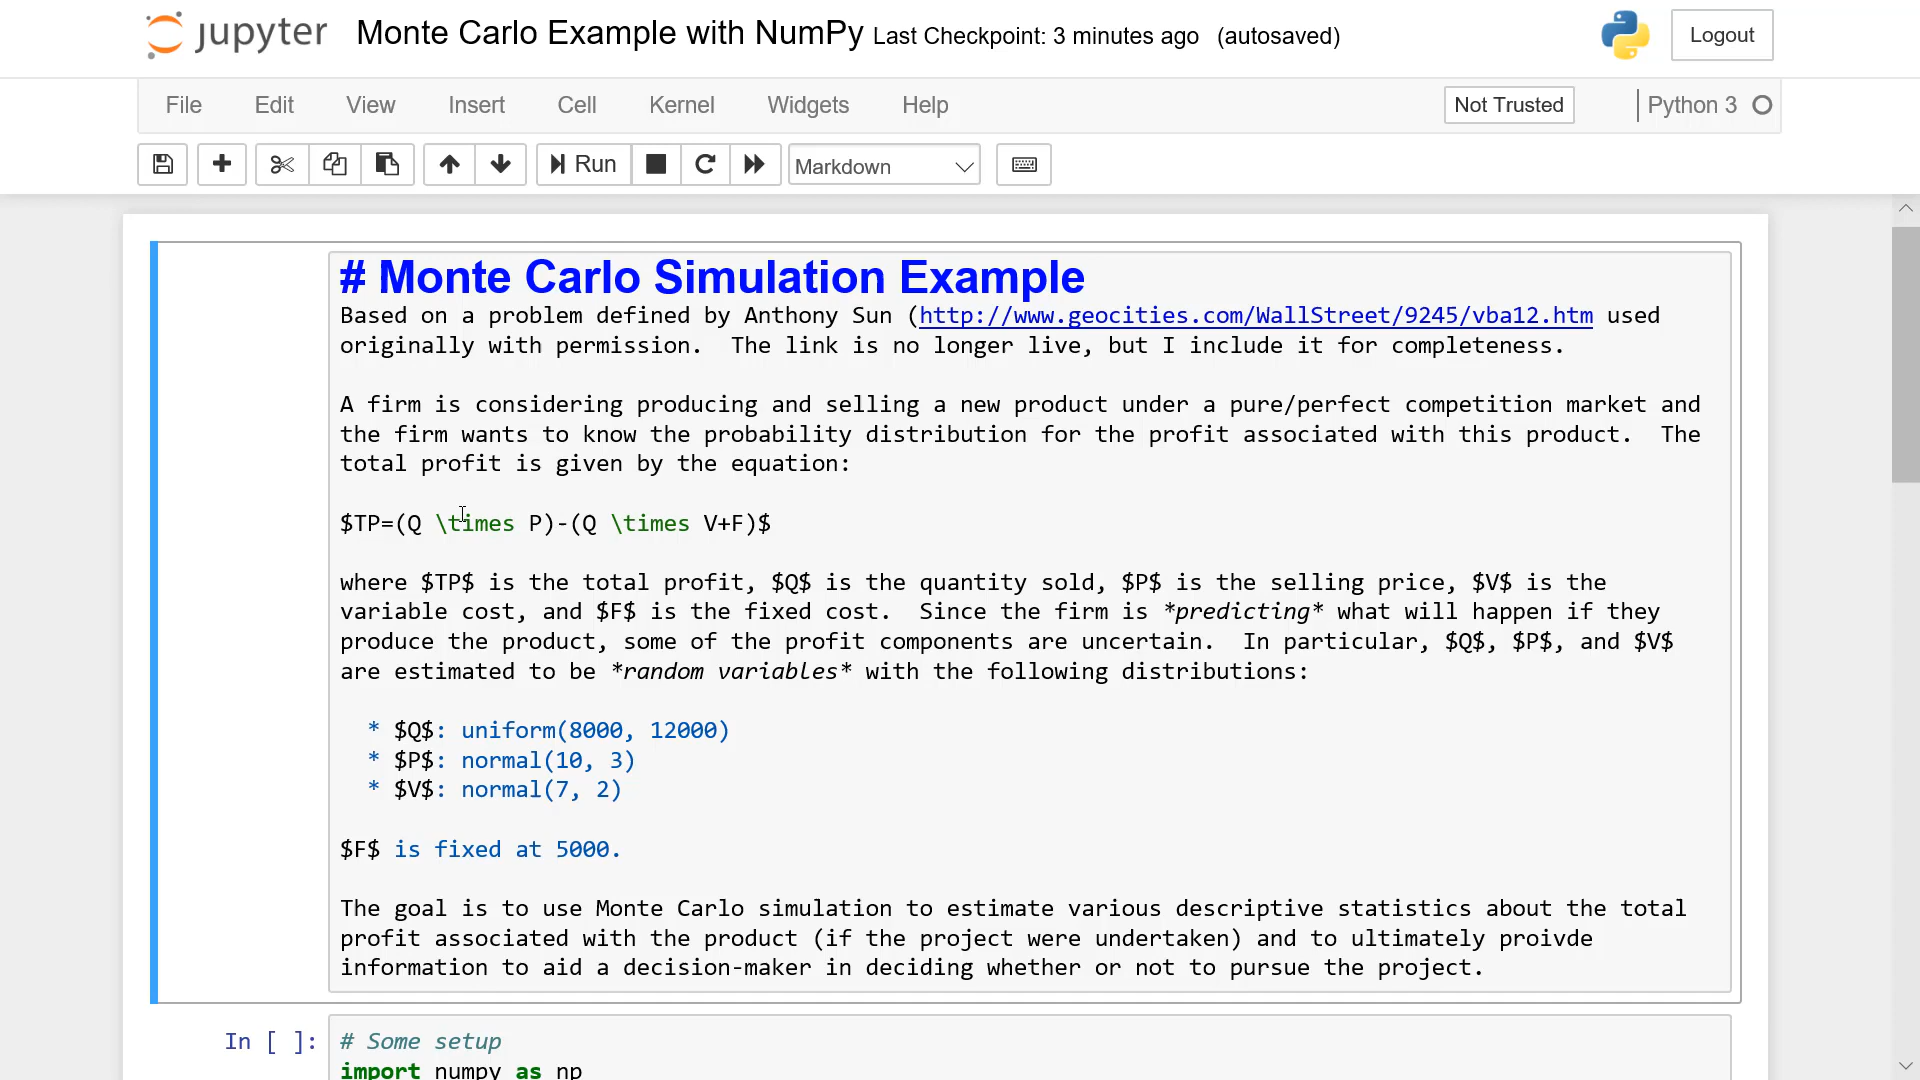 jupyter Monte Carlo Example with NumPy Last Checkpoint: 3 minutes ago (autosaved) Logout
File Edit View Insert Cell Kernel Widgets Help Not Trusted Python 3
Run Markdown
# Monte Carlo Simulation Example
Based on a problem defined by Anthony Sun (http://www.geocities.com/WallStreet/9245/vba12.htm used
originally with permission.  The link is no longer live, but I include it for completeness.
A firm is considering producing and selling a new product under a pure/perfect competition market and
the firm wants to know the probability distribution for the profit associated with this product.  The
total profit is given by the equation:
$TP=(Q \times P)-(Q \times V+F)$
where $TP$ is the total profit, $Q$ is the quantity sold, $P$ is the selling price, $V$ is the
variable cost, and $F$ is the fixed cost.  Since the firm is *predicting* what will happen if they
produce the product, some of the profit components are uncertain.  In particular, $Q$, $P$, and $V$
are estimated to be *random variables* with the following distributions:
* $Q$: uniform(8000, 12000)
* $P$: normal(10, 3)
* $V$: normal(7, 2)
$F$ is fixed at 5000.
The goal is to use Monte Carlo simulation to estimate various descriptive statistics about the total
profit associated with the product (if the project were undertaken) and to ultimately proivde
information to aid a decision-maker in deciding whether or not to pursue the project.
In [ ]: # Some setup
import numpy as np